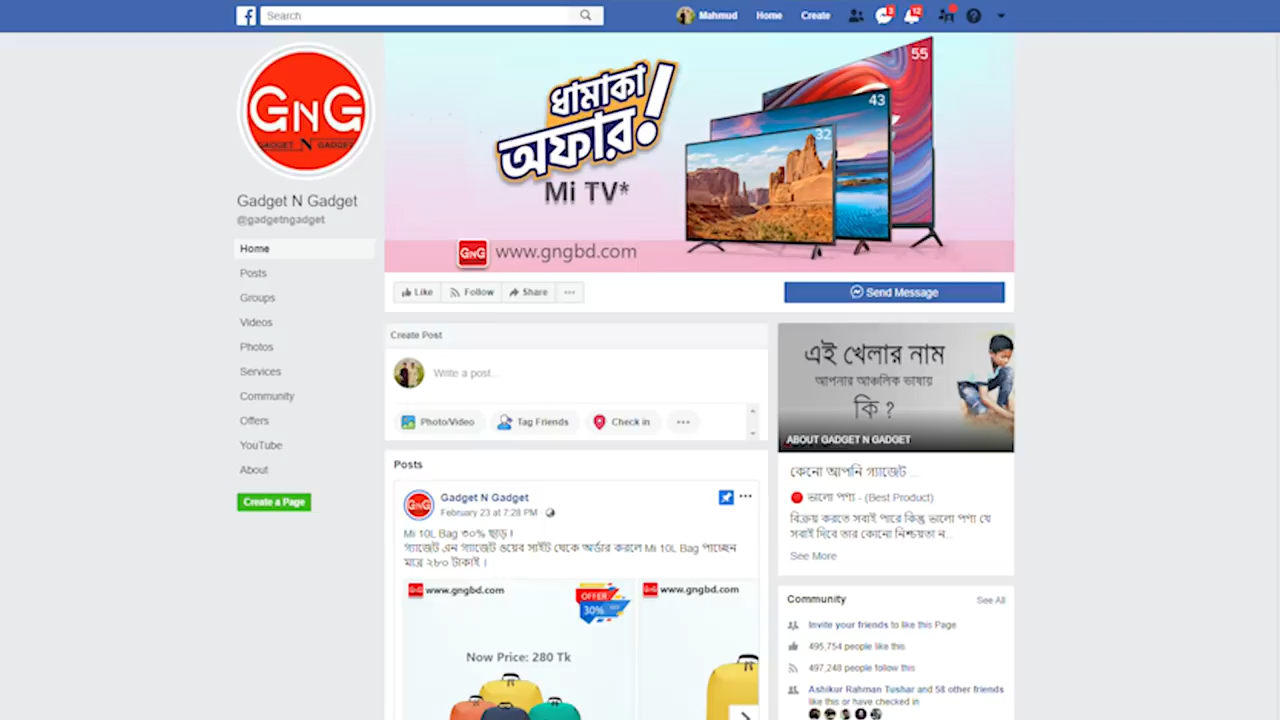 Search
Mahmud
Home
Create
3
12
GNG
GADGET N GADGET
Gadget N Gadget
@gadgetngadget
Home
Posts
Groups
Videos
Photos
Services
Community
Offers
YouTube
About
Create a Page
ধামাকা
অফার!
Mi TV*
32
43
55
GNG www.gngbd.com
Like
Follow
Share
Send Message
Create Post
Write a post...
Photo/Video
Tag Friends
Check in
Posts
GNG
Gadget N Gadget
February 23 at 7:28 PM
Mi 10L Bag ৩০% ছাড় !
গ্যাজেট এন গ্যাজেট ওয়েব সাইট থেকে অর্ডার করলে Mi 10L Bag পাচ্ছেন
মাত্র ২৮০ টাকাই ।
GNG www.gngbd.com
OFFER
30%
Now Price: 280 Tk
GNG www.gngbd.com
এই খেলার নাম
আপনার আঞ্চলিক ভাষায়
কি ?
ABOUT GADGET N GADGET
কেনো আপনি গ্যাজেট ...
ভালো পণ্য - (Best Product)
বিক্রয় করতে সবাই পারে কিন্তু ভালো পণ্য যে
সবাই দিবে তার কোনো নিশ্চয়তা ন...
See More
Community
See All
Invite your friends to like this Page
495,754 people like this
497,248 people follow this
Ashikur Rahman Tushar and 58 other friends
like this or have checked in